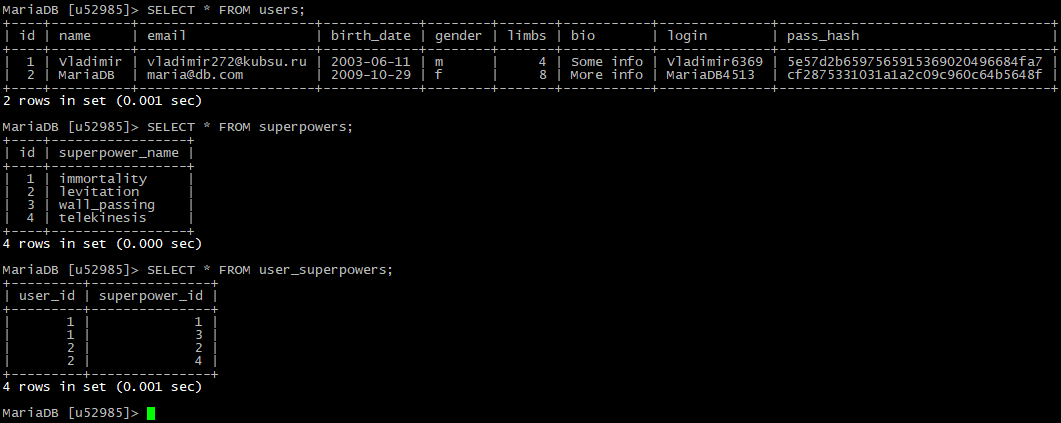 MariaDB [u52985]> SELECT * FROM users;
+----+----------+----------------------+------------+--------+-------+-----------+--------------+----------------------------------+
| id | name     | email                | birth_date | gender | limbs | bio       | login        | pass_hash                        |
+----+----------+----------------------+------------+--------+-------+-----------+--------------+----------------------------------+
|  1 | Vladimir | vladimir272@kubsu.ru | 2003-06-11 | m      |     4 | Some info | Vladimir6369 | 5e57d2b6597565915369020496684fa7 |
|  2 | MariaDB  | maria@db.com         | 2009-10-29 | f      |     8 | More info | MariaDB4513  | cf2875331031a1a2c09c960c64b5648f |
+----+----------+----------------------+------------+--------+-------+-----------+--------------+----------------------------------+
2 rows in set (0.001 sec)
MariaDB [u52985]> SELECT * FROM superpowers;
+----+-----------------+
| id | superpower_name |
+----+-----------------+
|  1 | immortality     |
|  2 | levitation      |
|  3 | wall_passing    |
|  4 | telekinesis     |
+----+-----------------+
4 rows in set (0.000 sec)
MariaDB [u52985]> SELECT * FROM user_superpowers;
+---------+---------------+
| user_id | superpower_id |
+---------+---------------+
|       1 |             1 |
|       1 |             3 |
|       2 |             2 |
|       2 |             4 |
+---------+---------------+
4 rows in set (0.001 sec)
MariaDB [u52985]>